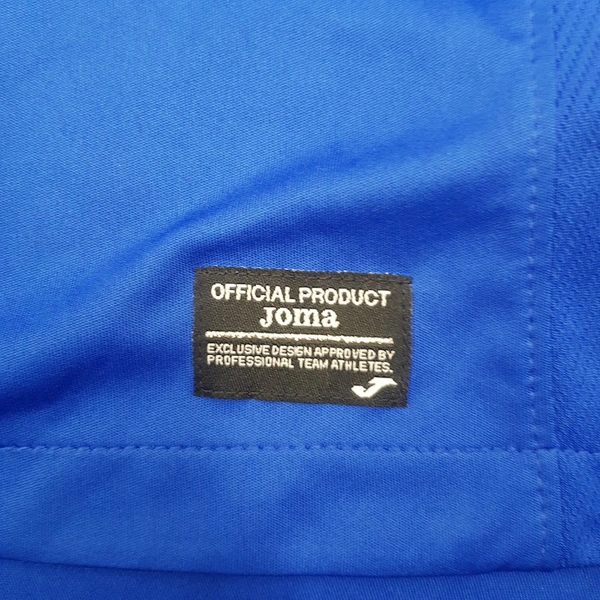 OFFICIAL PRODUCT
Joma
EXCLUSIVE DESIGN APPROVED BY
PROFESSIONAL TEAM ATHLETES.